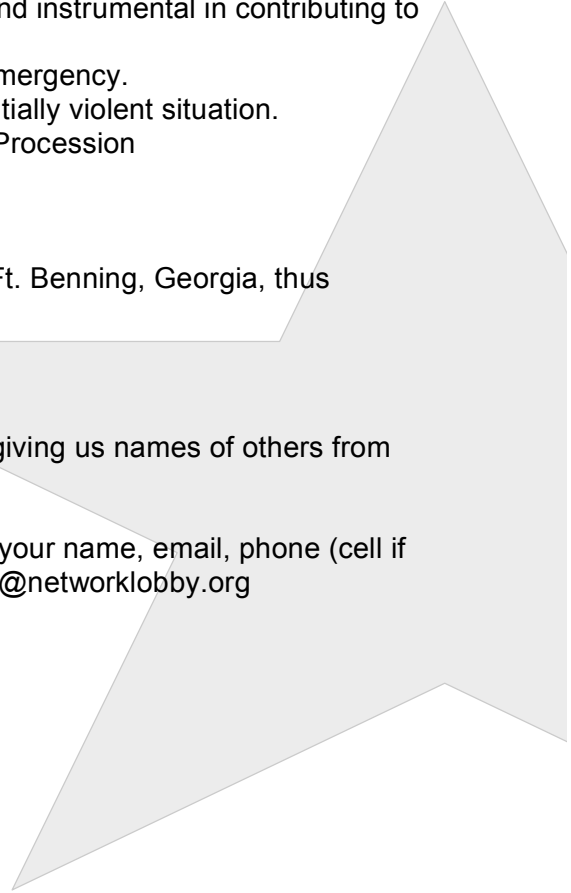 nd instrumental in contributing to
mergency.
tially violent situation.
Procession
Ft. Benning, Georgia, thus
giving us names of others from
your name, email, phone (cell if
@networklobby.org